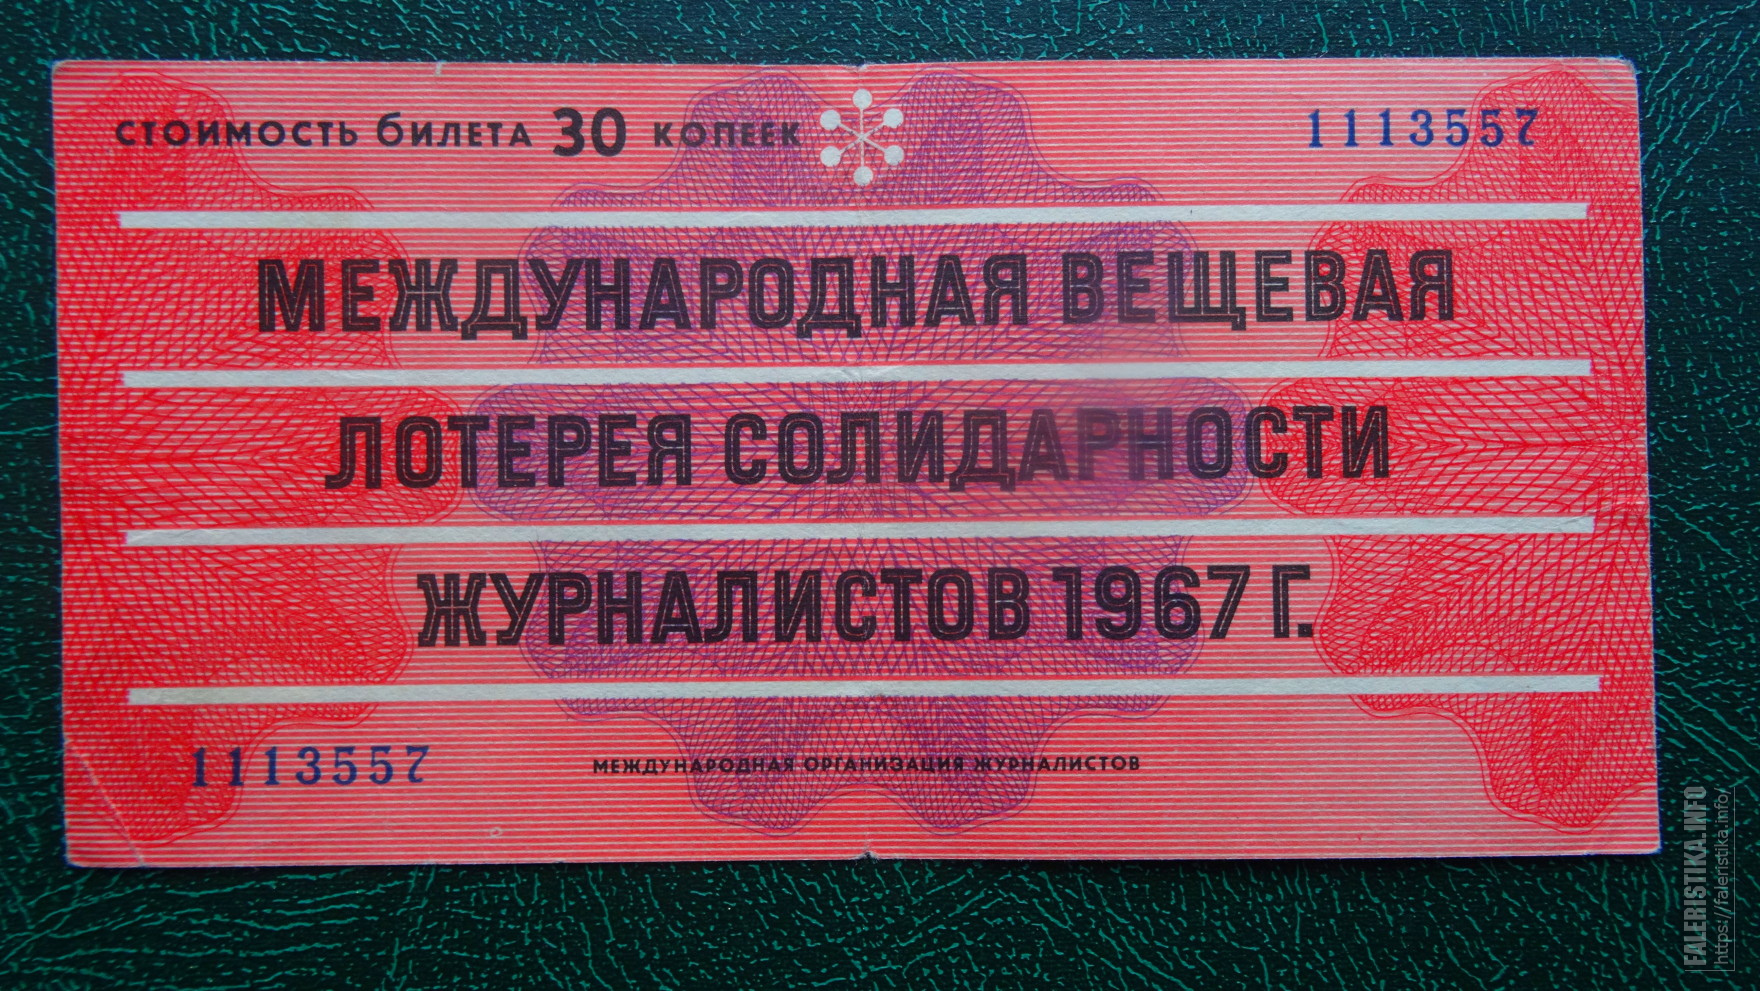 СТОИМОСТЬ БИЛЕТА 30 КОПЕЕК
1113557
МЕЖДУНАРОДНАЯ ВЕЩЕВАЯ
ЛОТЕРЕЯ СОЛИДАРНОСТИ
ЖУРНАЛИСТОВ 1967 Г.
1113557
МЕЖДУНАРОДНАЯ ОРГАНИЗАЦИЯ ЖУРНАЛИСТОВ
FALERISTIKA.INFO
https://faleristika.info/